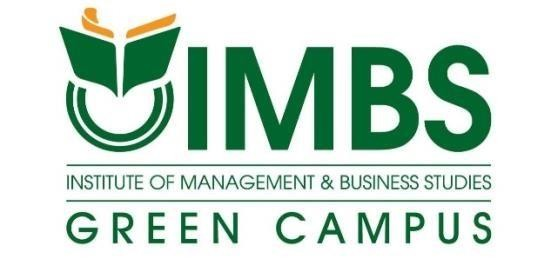 IMBS
INSTITUTE OF MANAGEMENT & BUSINESS STUDIES
GREEN CAMPUS